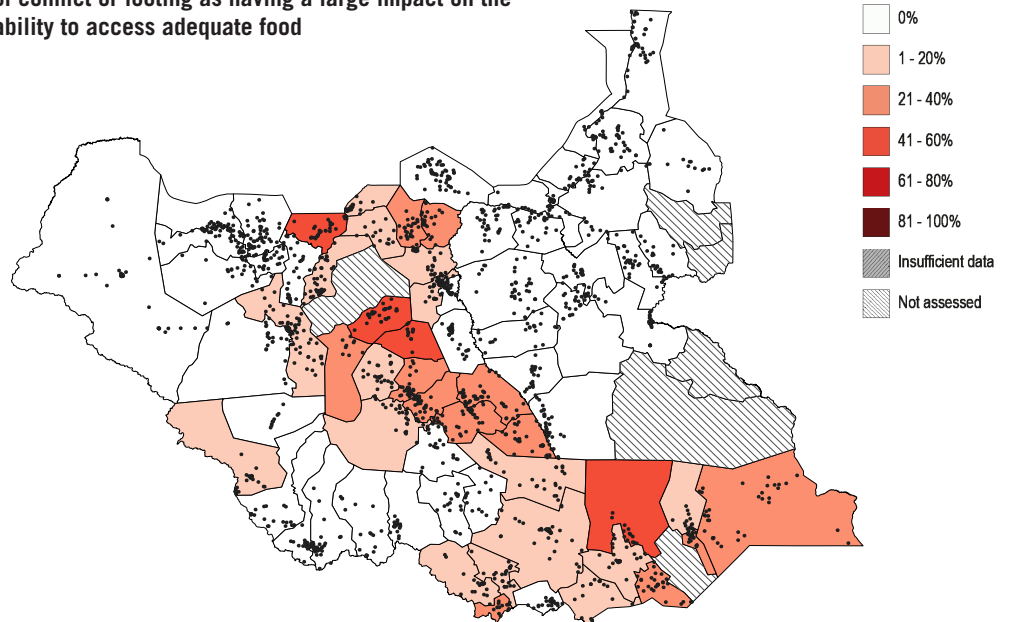 conflict or looting as having a large impact on the
ability to access adequate food
0%
1 - 20%
21 - 40%
41 - 60%
61 - 80%
81 - 100%
Insufficient data
Not assessed